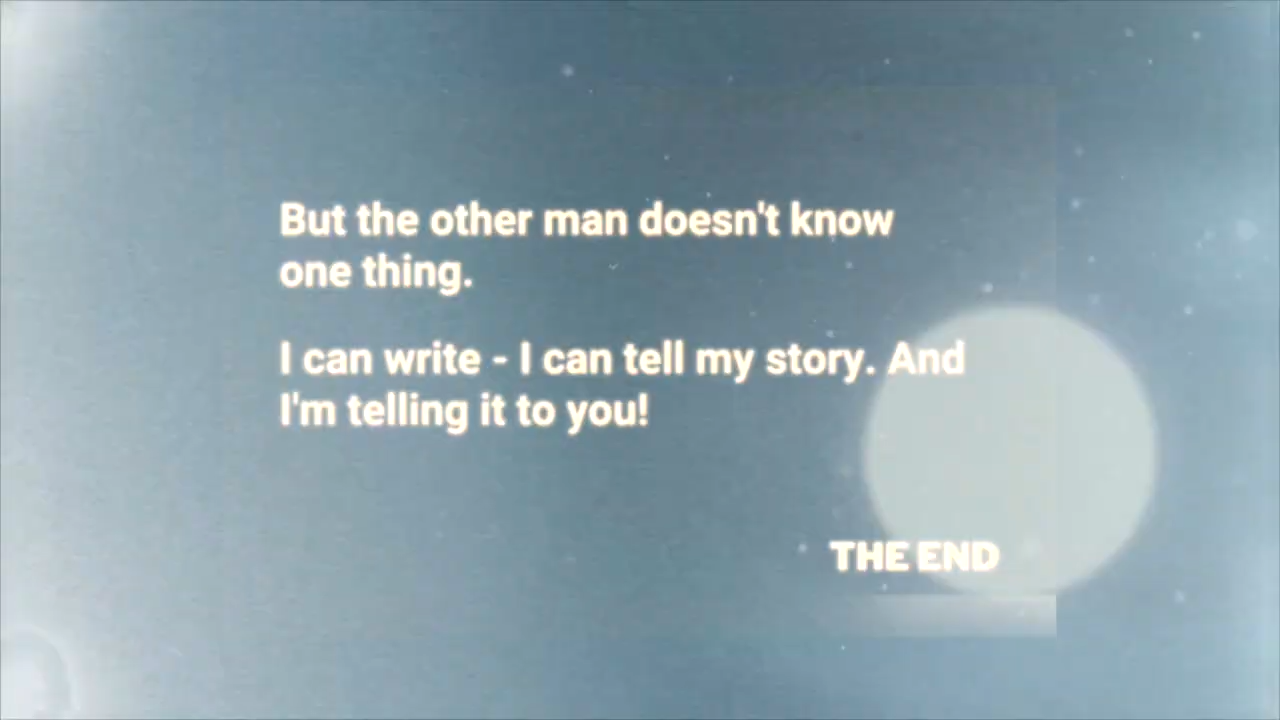 But the other man doesn't know
one thing.
I can write - I can tell my story. And
I'm telling it to you!
THE END